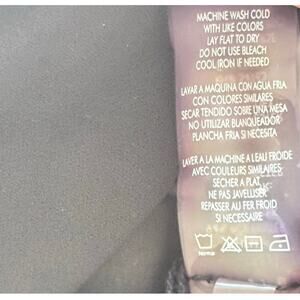 MACHINE WASH COLD
WITH LIKE COLORS
LAY FLAT TO DRY
DO NOT USE BLEACH
COOL IRON IF NEEDED
LAVAR A MAQUINA CON AGUA FRIA
CON COLORES SIMILARES
SECAR TENDIDO SOBRE UNA MESA
NO UTILIZAR BLANQUEADOR
PLANCHA FRIA SI NECESITA
LAVER A LA MACHINE A L'EAU FROIDE
AVEC COULEURS SIMILAIRES
SECHER A PLAT
NE PAS JAVELLISER
REPASSER AU FER FROID
SI NECESSAIRE